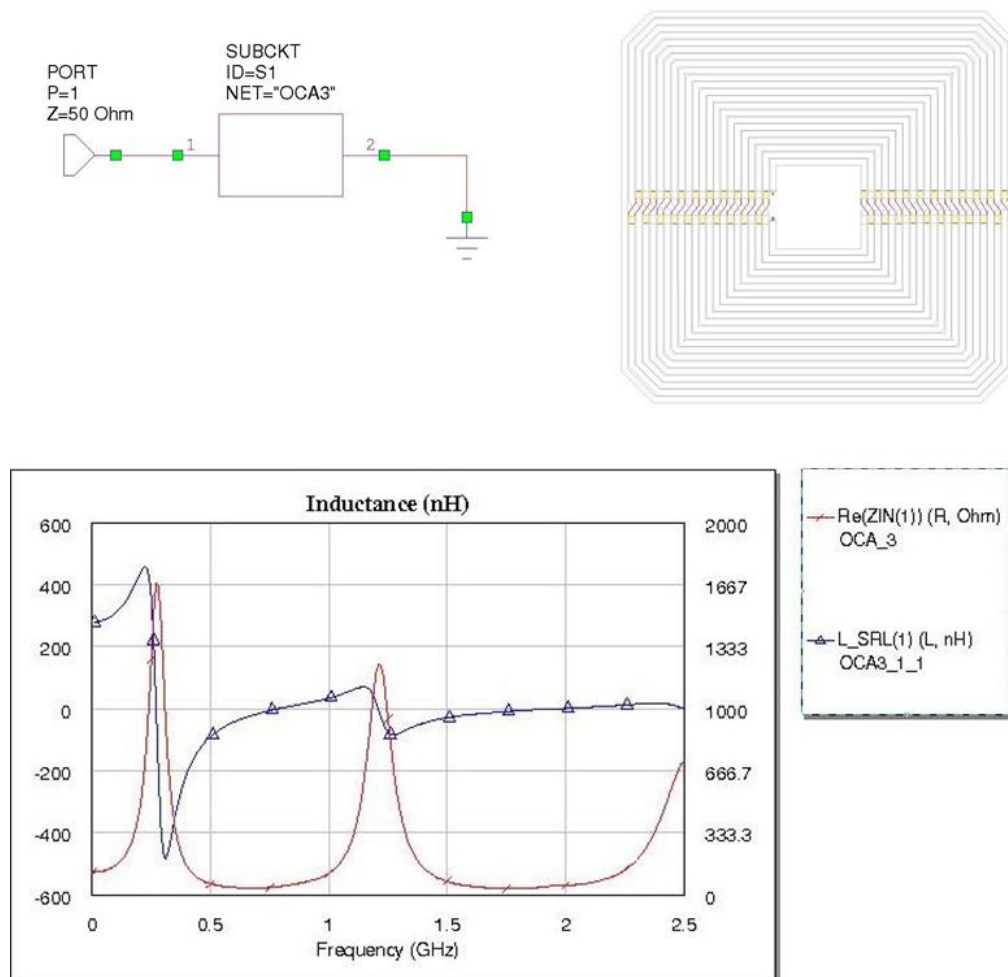 SUBCKT
ID=S1
NET="OCA3"
PORT
P=1
Z=50 Ohm
1
2
Inductance (nH)
600
400
200
0
-200
-400
-600
2000
1667
1333
1000
666.7
333.3
0
0
0.5
1
1.5
2
2.5
Frequency (GHz)
Re(ZIN(1)) (R, Ohm)
OCA_3
L_SRL(1) (L, nH)
OCA3_1_1